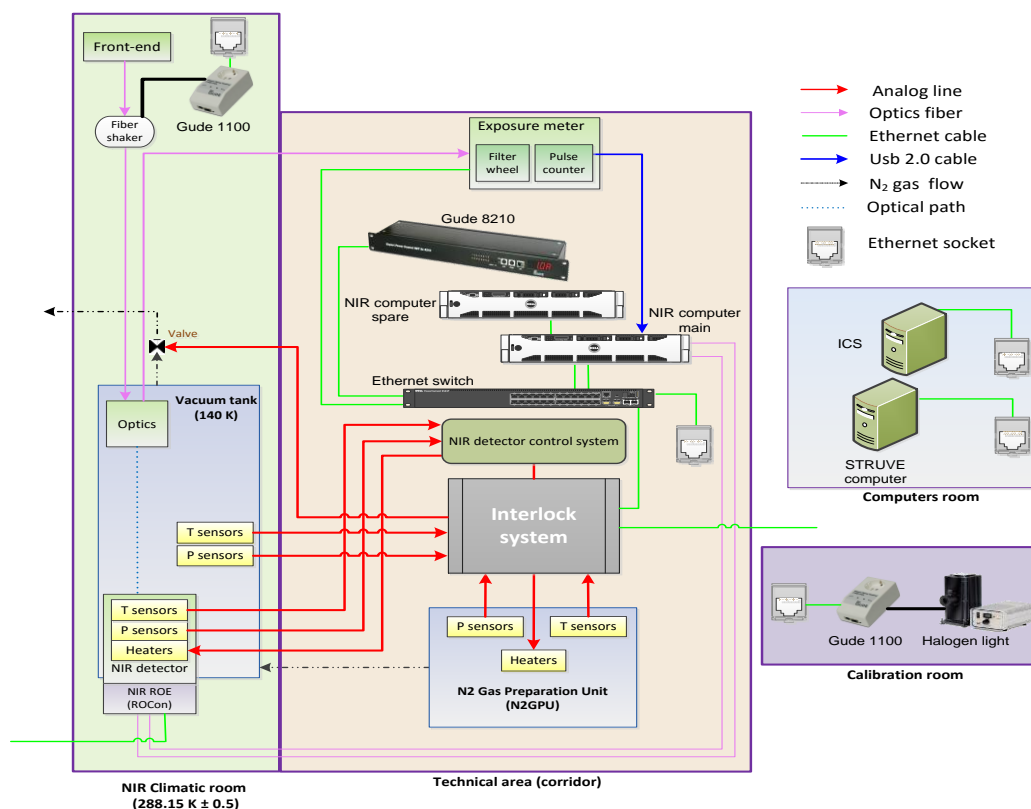 Front-end
Fiber
shaker
Gude 1100
Exposure meter
Filter
wheel
Pulse
counter
Gude 8210
NIR computer
spare
NIR computer
main
Ethernet switch
Valve
Vacuum tank
(140 K)
Optics
NIR detector control system
Interlock
system
T sensors
P sensors
T sensors
P sensors
Heaters
NIR detector
NIR ROE
(ROCon)
P sensors
T sensors
Heaters
N2 Gas Preparation Unit
(N2GPU)
NIR Climatic room
(288.15 K ± 0.5)
Technical area (corridor)
Analog line
Optics fiber
Ethernet cable
Usb 2.0 cable
N₂ gas flow
Optical path
Ethernet socket
ICS
STRUVE
computer
Computers room
Gude 1100
Halogen light
Calibration room